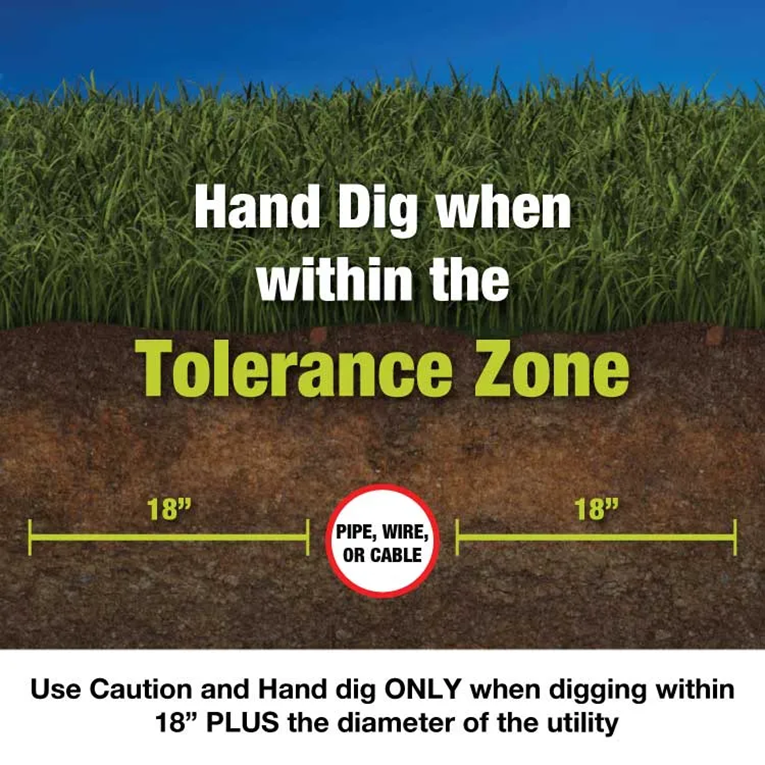 Hand Dig when
within the
Tolerance Zone
18” 18”
PIPE, WIRE,
OR CABLE
Use Caution and Hand dig ONLY when digging within
18” PLUS the diameter of the utility